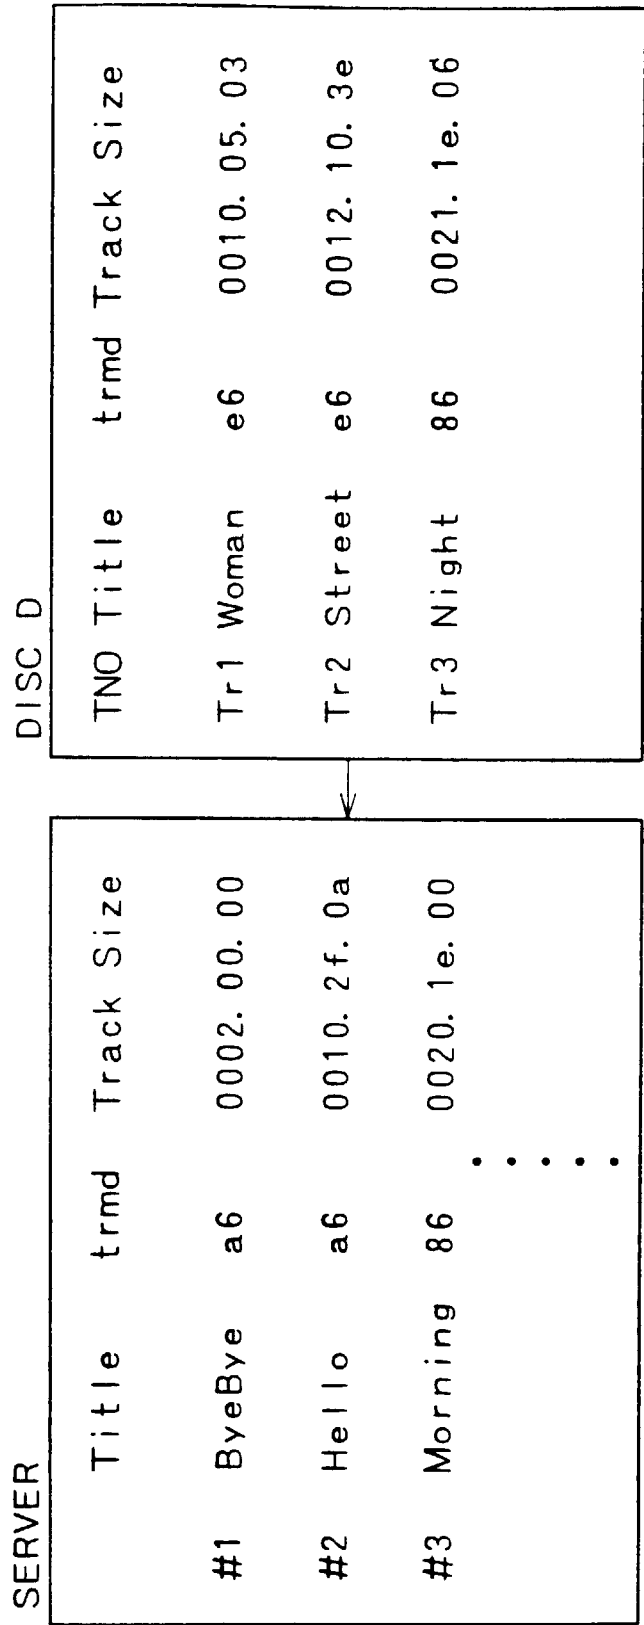 SERVER
Title trmd Track Size
#1 ByeBye a6 0002. 00. 00
#2 Hello a6 0010. 2f. 0a
#3 Morning 86 0020. 1e. 00
DISC D
TNO Title trmd Track Size
Tr1 Woman e6 0010. 05. 03
Tr2 Street e6 0012. 10. 3e
Tr3 Night 86 0021. 1e. 06